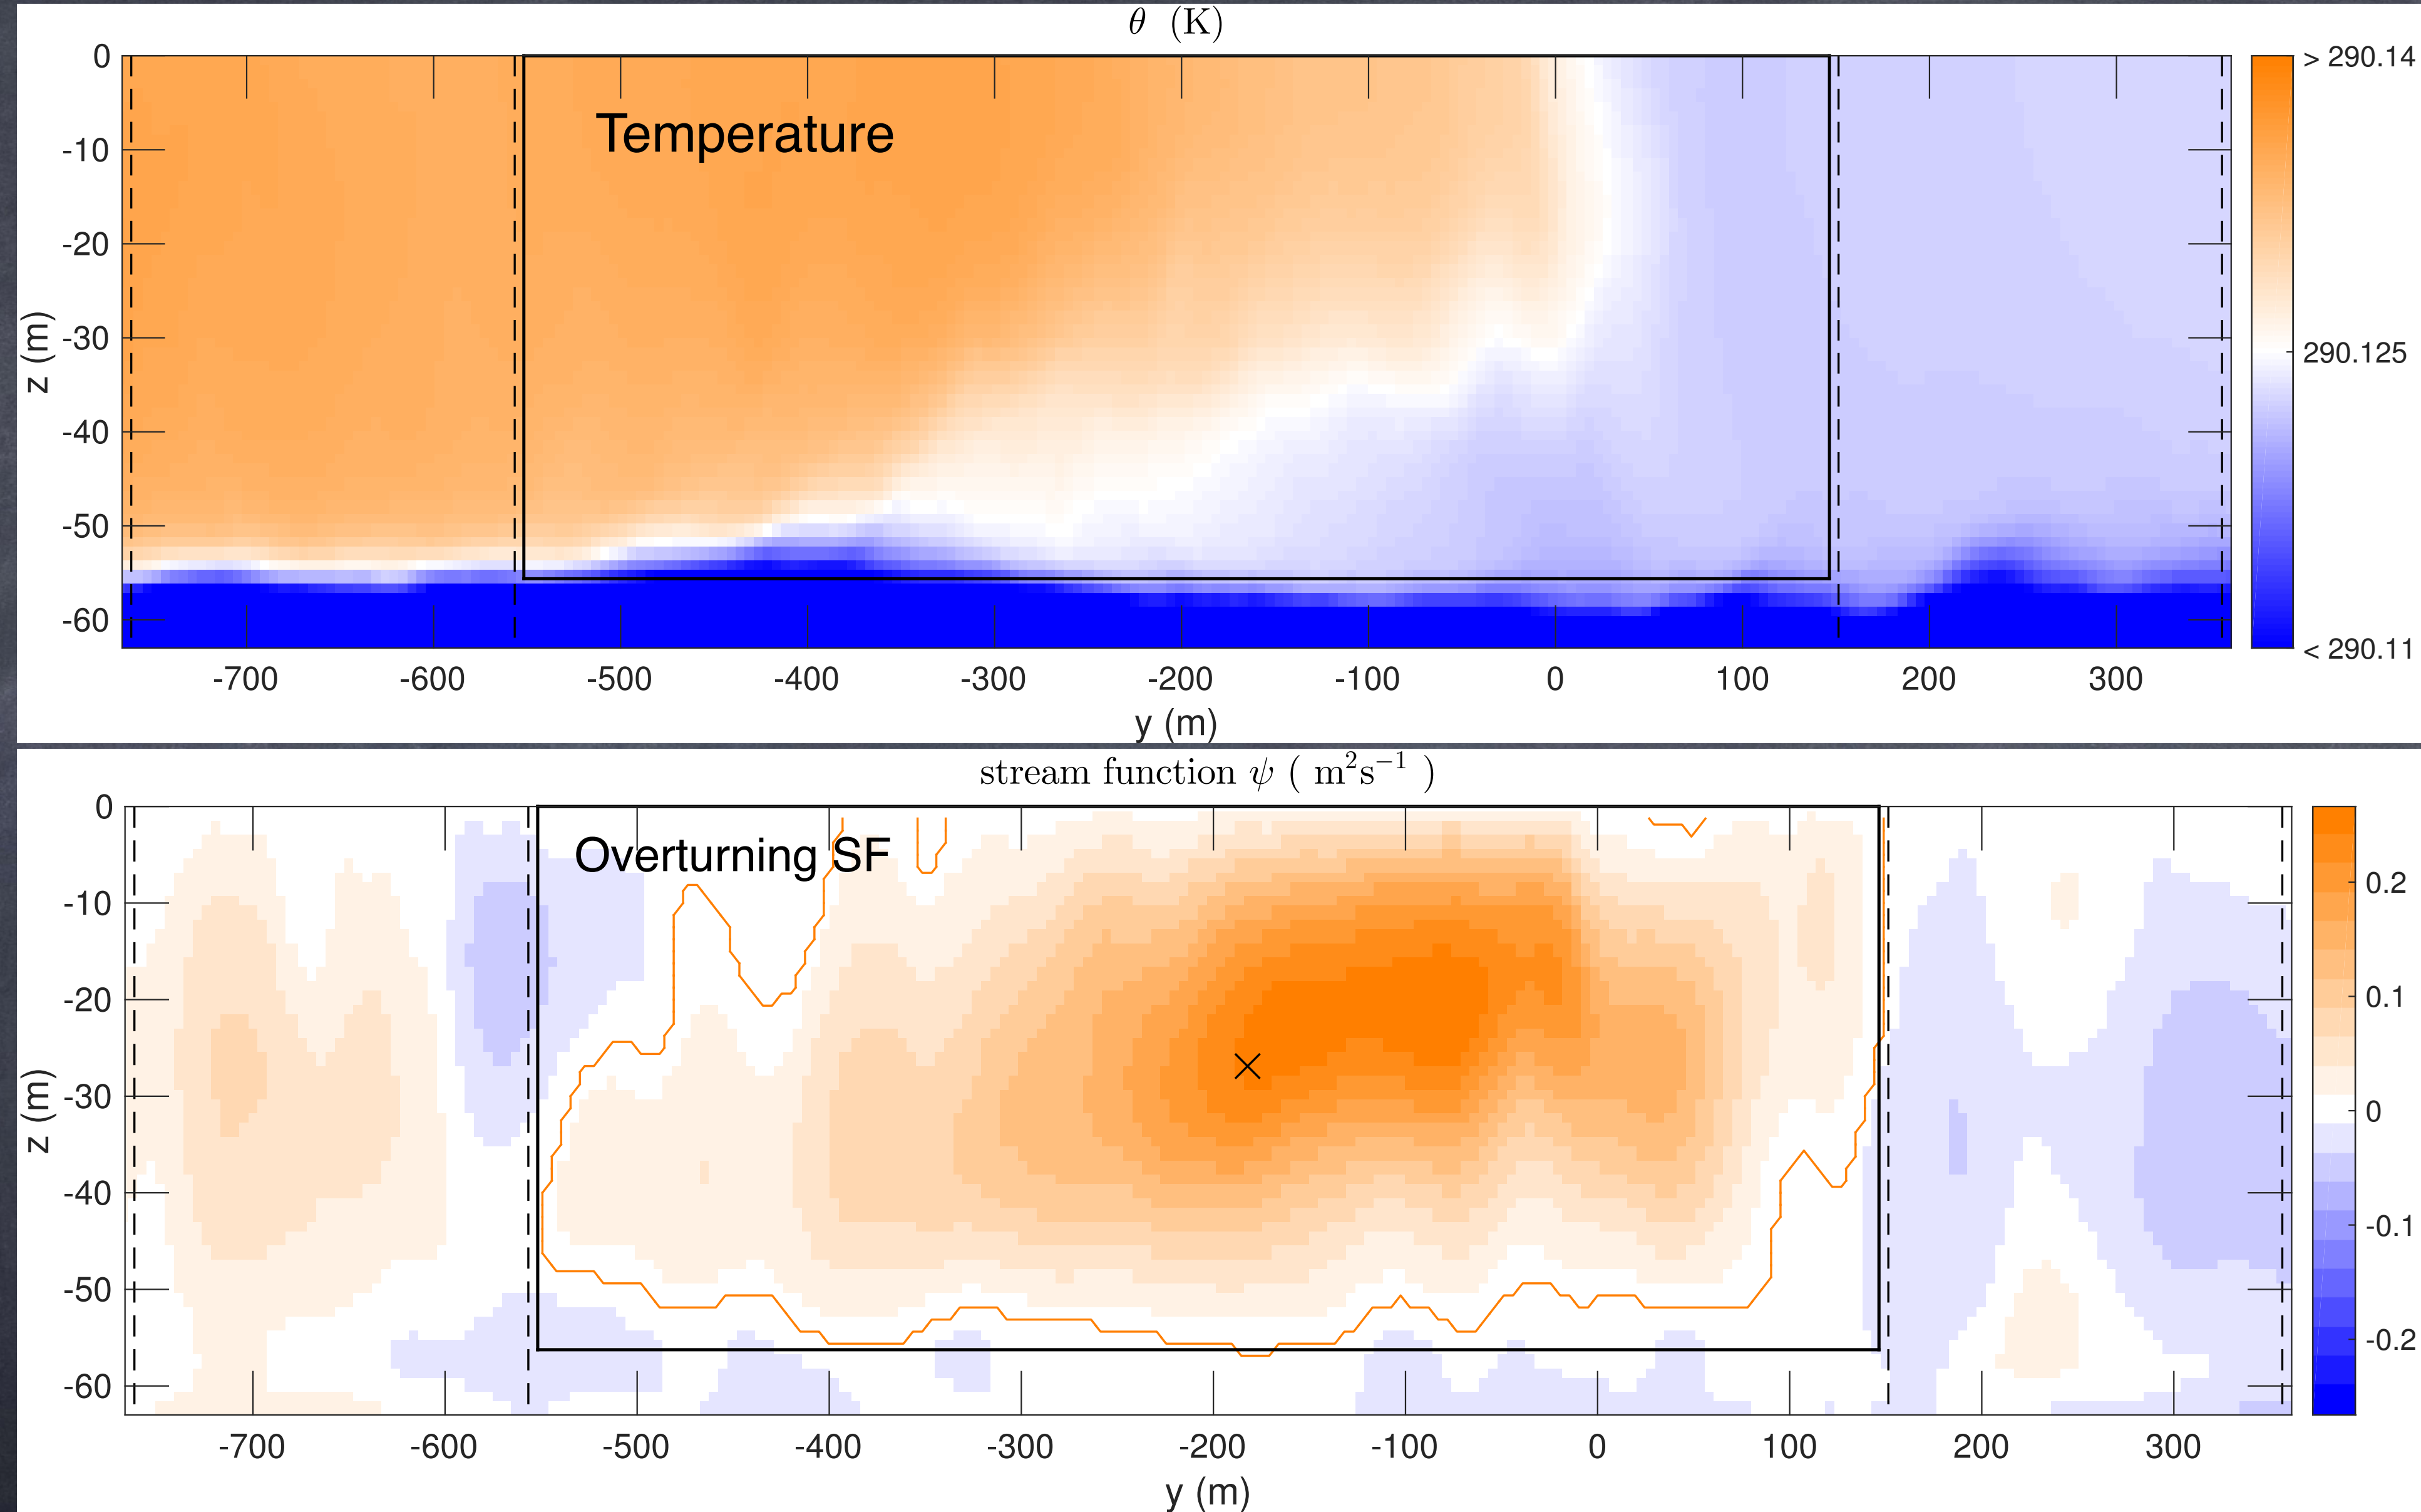 θ (K)
0
-10
-20
-30
-40
-50
-60
z (m)
Temperature
> 290.14
290.125
< 290.11
-700 -600 -500 -400 -300 -200 -100 0 100 200 300
y (m)
stream function ψ ( m²s⁻¹ )
0
-10
-20
-30
-40
-50
-60
z (m)
Overturning SF
0.2
0.1
0
-0.1
-0.2
-700 -600 -500 -400 -300 -200 -100 0 100 200 300
y (m)